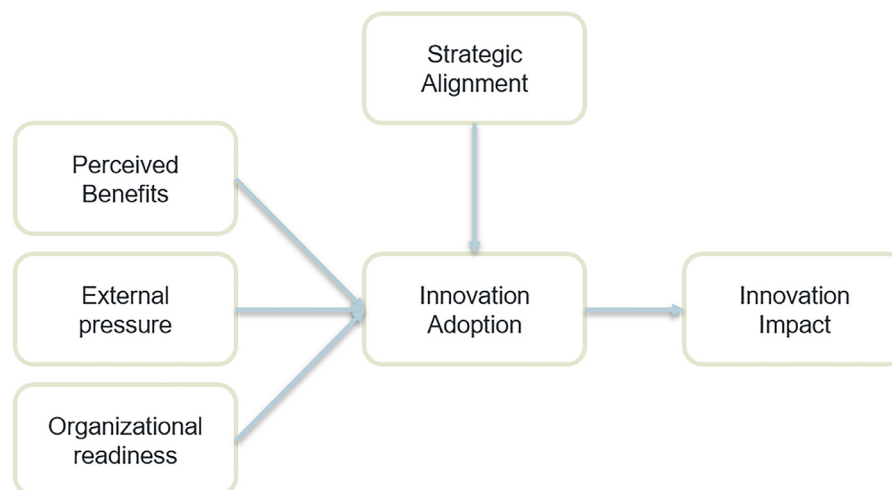 Strategic
Alignment
Perceived
Benefits
External
pressure
Organizational
readiness
Innovation
Adoption
Innovation
Impact